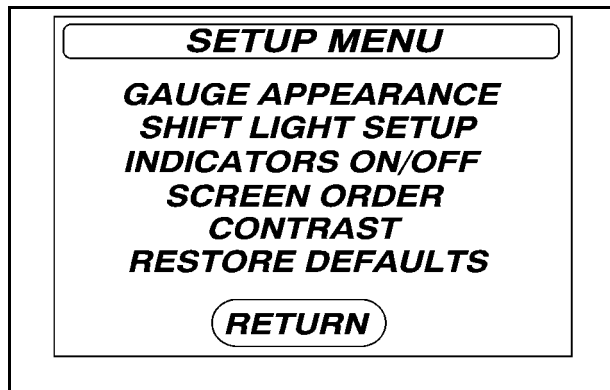 SETUP MENU
GAUGE APPEARANCE
SHIFT LIGHT SETUP
INDICATORS ON/OFF
SCREEN ORDER
CONTRAST
RESTORE DEFAULTS
RETURN